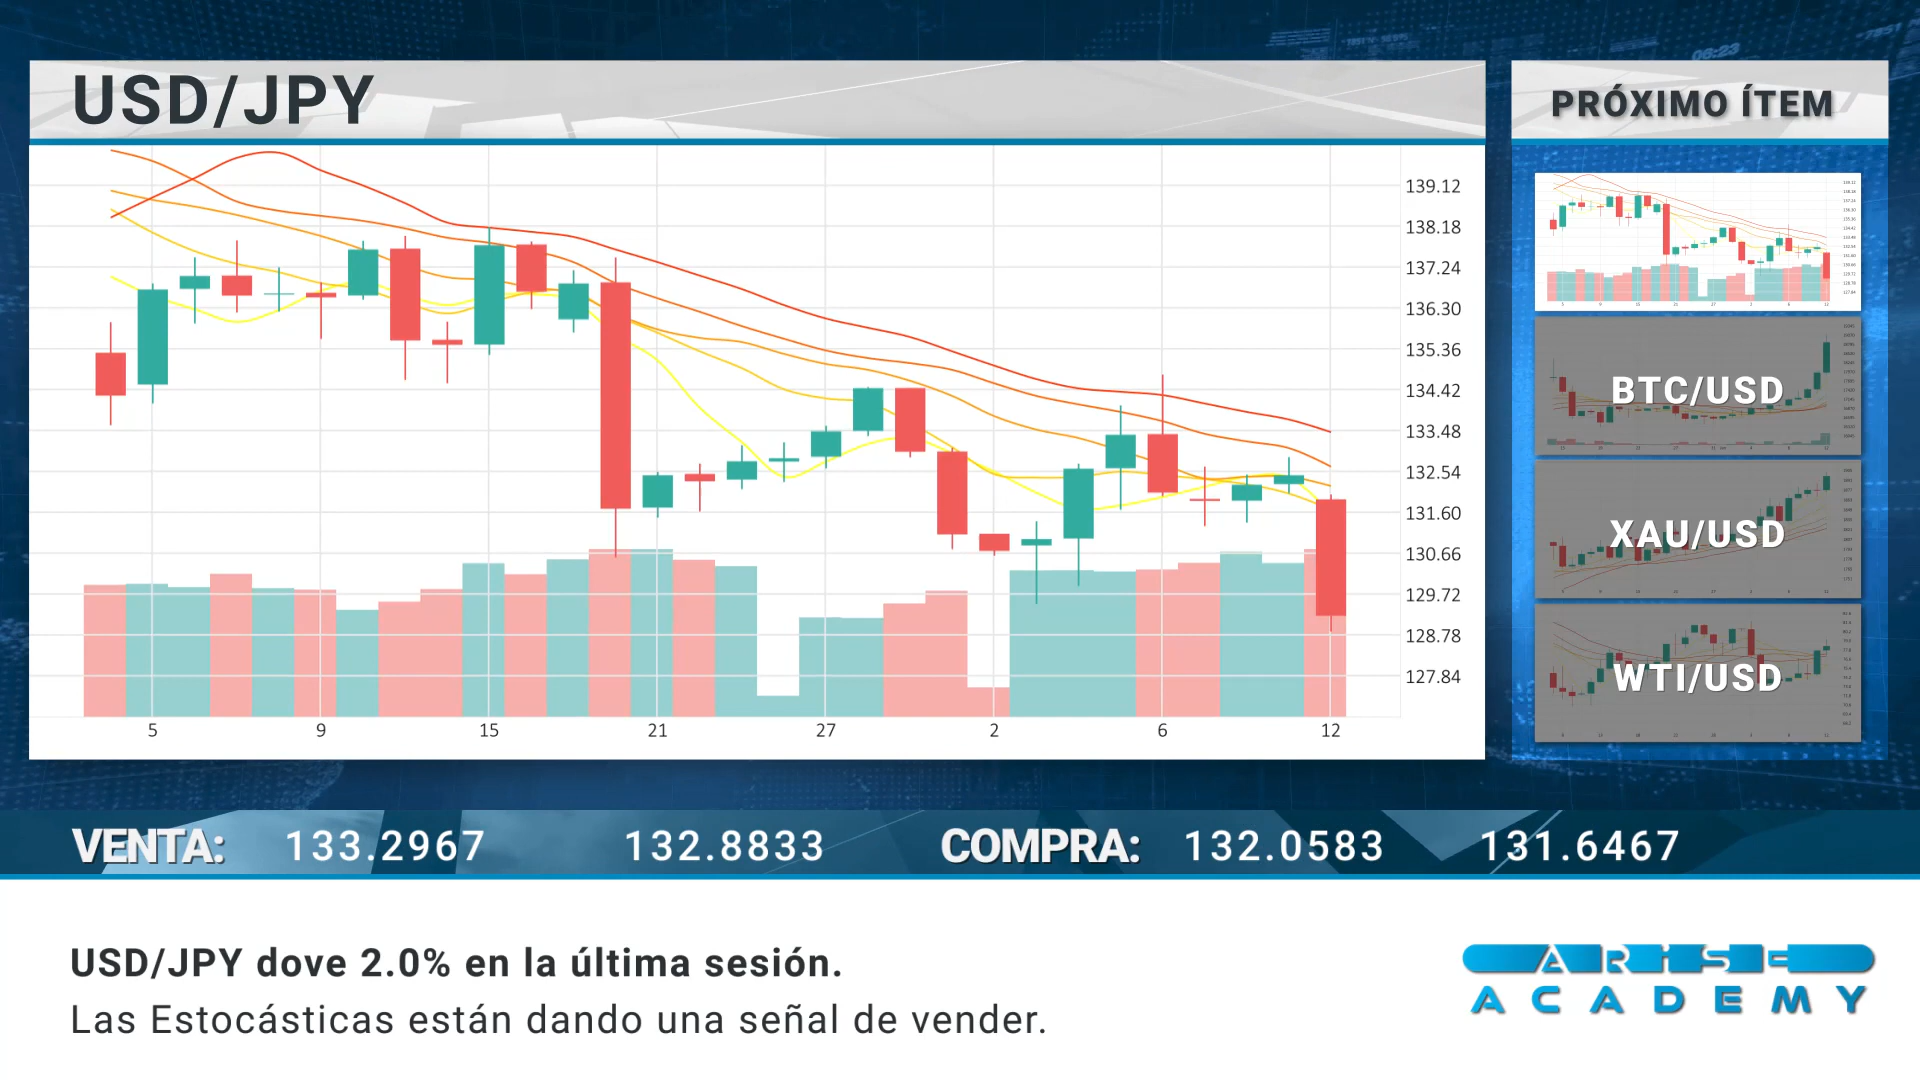 USD/JPY
PRÓXIMO ÍTEM
139.12
138.18
137.24
136.30
135.36
134.42
133.48
132.54
131.60
130.66
129.72
128.78
127.84
5 9 15 21 27 2 6 12
BTC/USD
XAU/USD
WTI/USD
VENTA: 133.2967 132.8833 COMPRA: 132.0583 131.6467
USD/JPY dove 2.0% en la última sesión.
Las Estocásticas están dando una señal de vender.
ARISE
ACADEMY